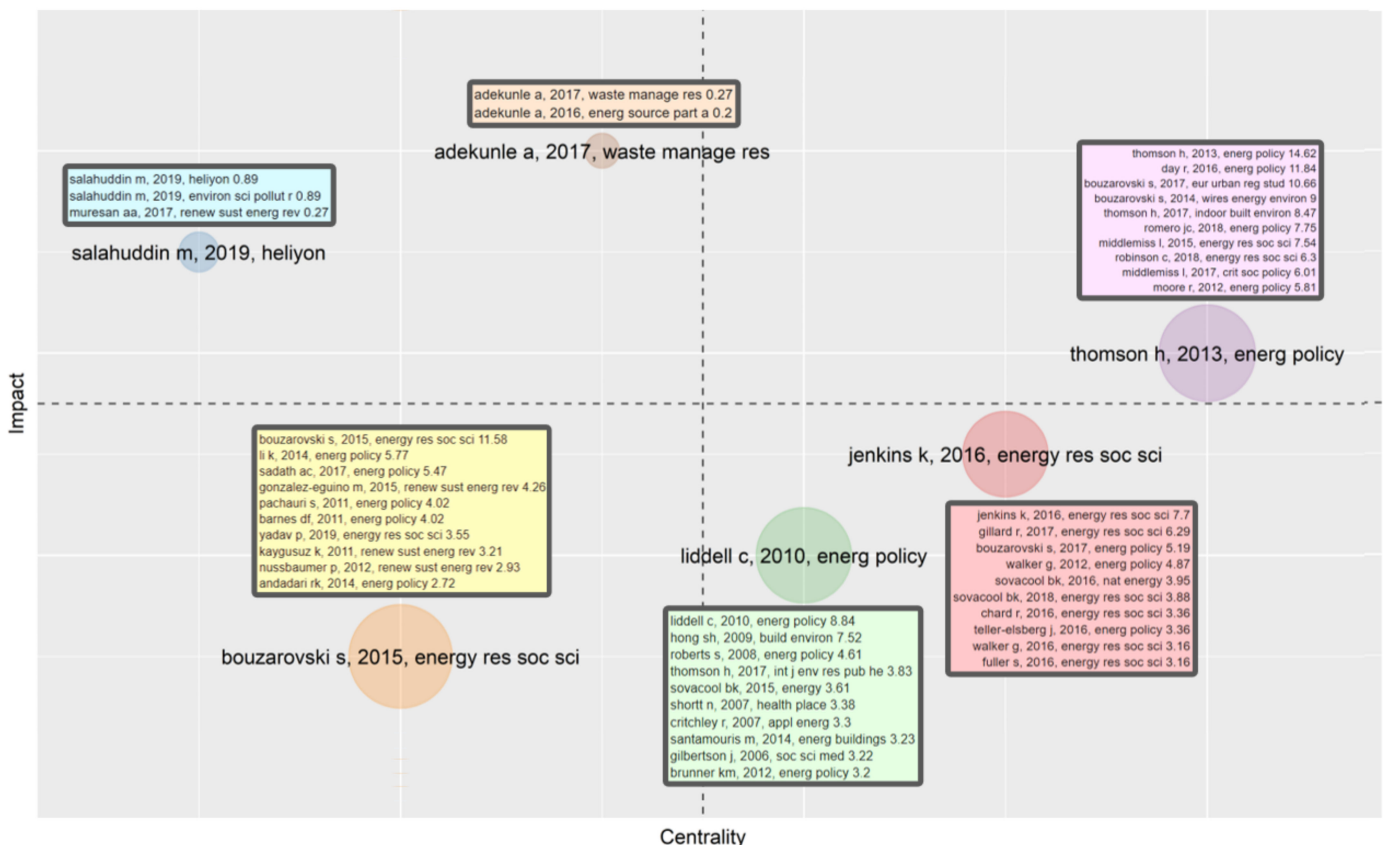 adekunle a, 2017, waste manage res 0.27
adekunle a, 2016, energ source part a 0.2
adekunle a, 2017, waste manage res
salahuddin m, 2019, heliyon 0.89
salahuddin m, 2019, environ sci pollut r 0.89
muresan aa, 2017, renew sust energ rev 0.27
salahuddin m, 2019, heliyon
thomson h, 2013, energ policy 14.62
day r, 2016, energ policy 11.84
bouzarovski s, 2017, eur urban reg stud 10.66
bouzarovski s, 2014, wires energy environ 9
thomson h, 2017, indoor built environ 8.47
romero jc, 2018, energ policy 7.75
middlemiss l, 2015, energy res soc sci 7.54
robinson c, 2018, energy res soc sci 6.3
middlemiss l, 2017, crit soc policy 6.01
moore r, 2012, energ policy 5.81
thomson h, 2013, energ policy
Impact
bouzarovski s, 2015, energy res soc sci 11.58
li k, 2014, energ policy 5.77
sadath ac, 2017, energ policy 5.47
gonzalez-eguino m, 2015, renew sust energ rev 4.26
pachauri s, 2011, energ policy 4.02
barnes df, 2011, energ policy 4.02
yadav p, 2019, energy res soc sci 3.55
kaygusuz k, 2011, renew sust energ rev 3.21
nussbaumer p, 2012, renew sust energ rev 2.93
andadari rk, 2014, energ policy 2.72
bouzarovski s, 2015, energy res soc sci
jenkins k, 2016, energy res soc sci
jenkins k, 2016, energy res soc sci 7.7
gillard r, 2017, energy res soc sci 6.29
bouzarovski s, 2017, energ policy 5.19
walker g, 2012, energ policy 4.87
sovacool bk, 2016, nat energy 3.95
sovacool bk, 2018, energy res soc sci 3.88
chard r, 2016, energy res soc sci 3.36
teller-elsberg j, 2016, energ policy 3.36
walker g, 2016, energy res soc sci 3.16
fuller s, 2016, energy res soc sci 3.16
liddell c, 2010, energ policy
liddell c, 2010, energ policy 8.84
hong sh, 2009, build environ 7.52
roberts s, 2008, energ policy 4.61
thomson h, 2017, int j env res pub he 3.83
sovacool bk, 2015, energy 3.61
shortt n, 2007, health place 3.38
critchley r, 2007, appl energ 3.3
santamouris m, 2014, energ buildings 3.23
gilbertson j, 2006, soc sci med 3.22
brunner km, 2012, energ policy 3.2
Centrality